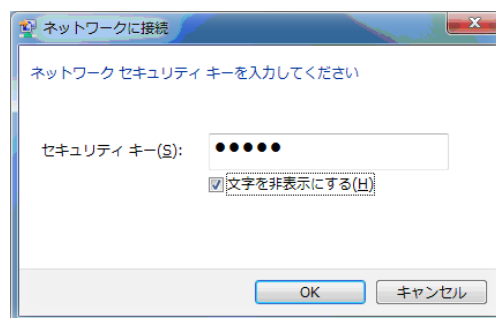 ネットワークに接続
ネットワーク セキュリティ キーを入力してください
セキュリティ キー(S): ●●●●●
文字を非表示にする(H)
OK キャンセル